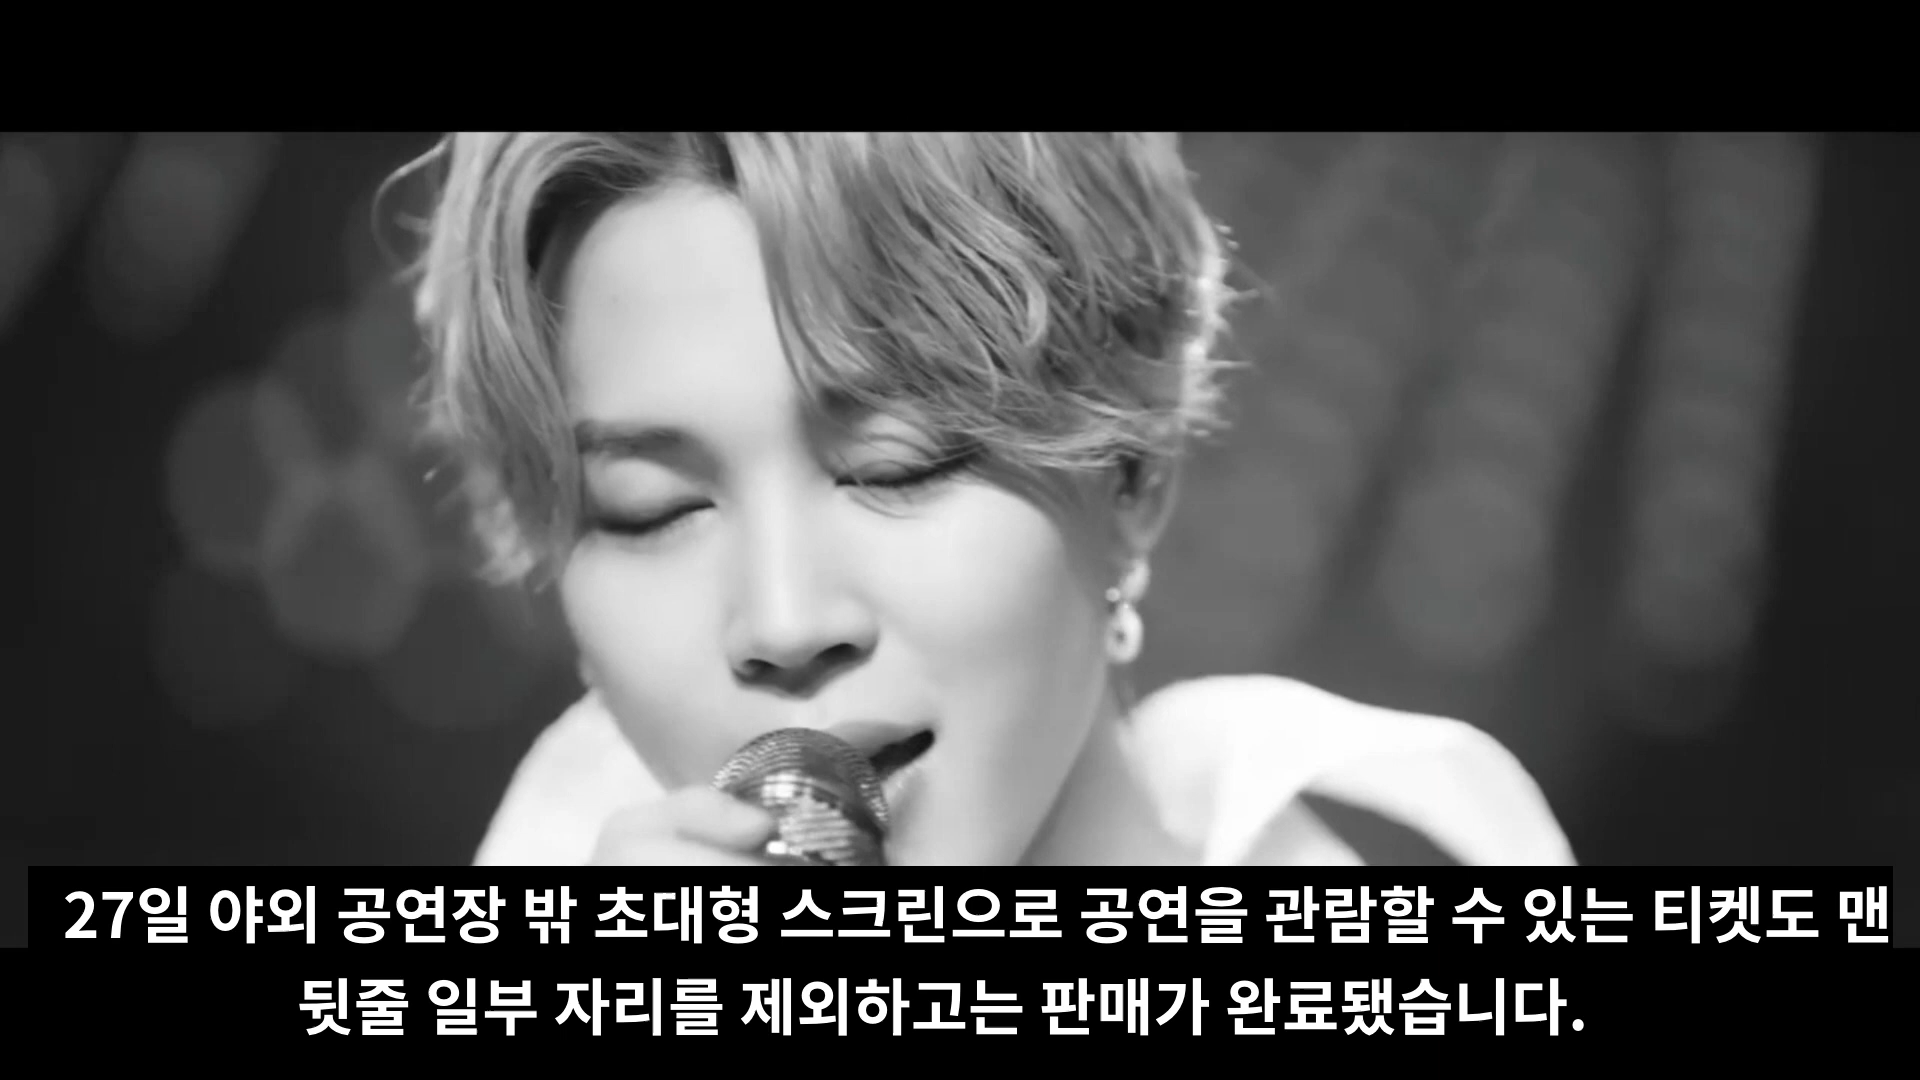 27일 야외 공연장 밖 초대형 스크린으로 공연을 관람할 수 있는 티켓도 맨
뒷줄 일부 자리를 제외하고는 판매가 완료됐습니다.